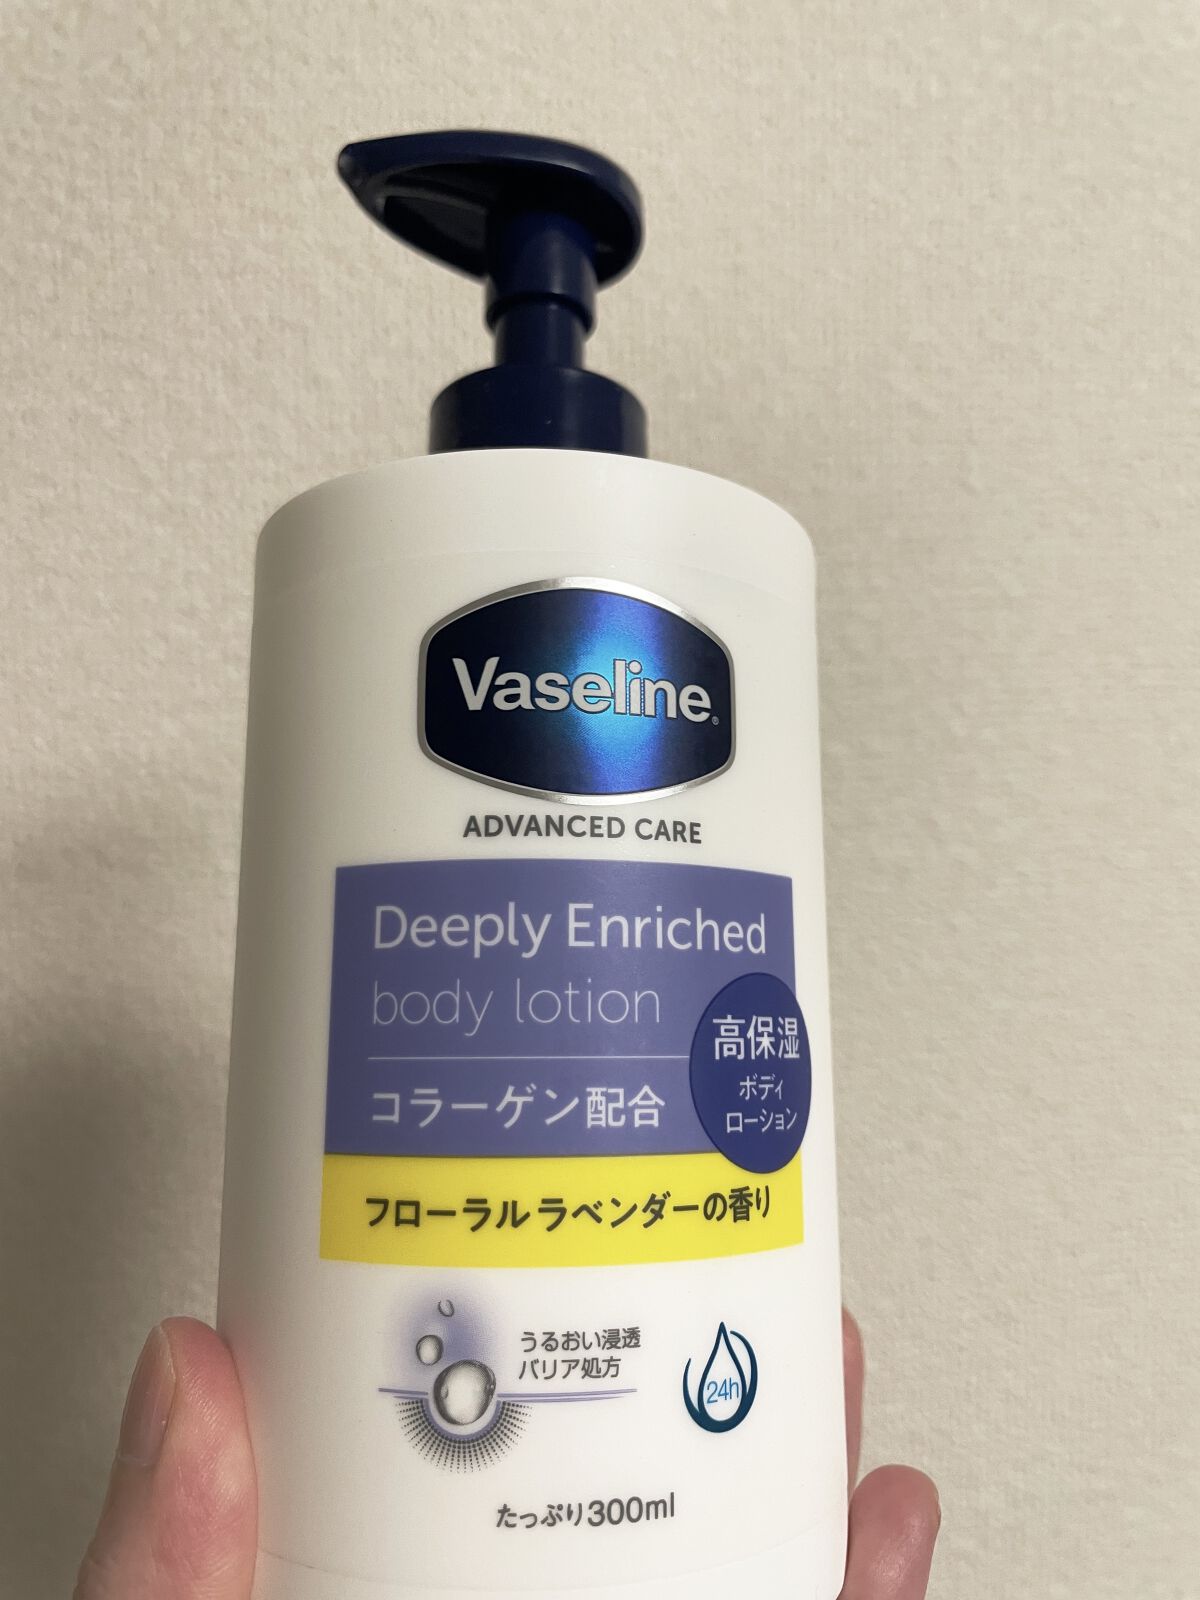 Vaseline®
ADVANCED CARE
Deeply Enriched
body lotion
コラーゲン配合
高保湿
ボディ
ローション
フローラル ラベンダーの香り
うるおい浸透
バリア処方
24h
たっぷり300ml